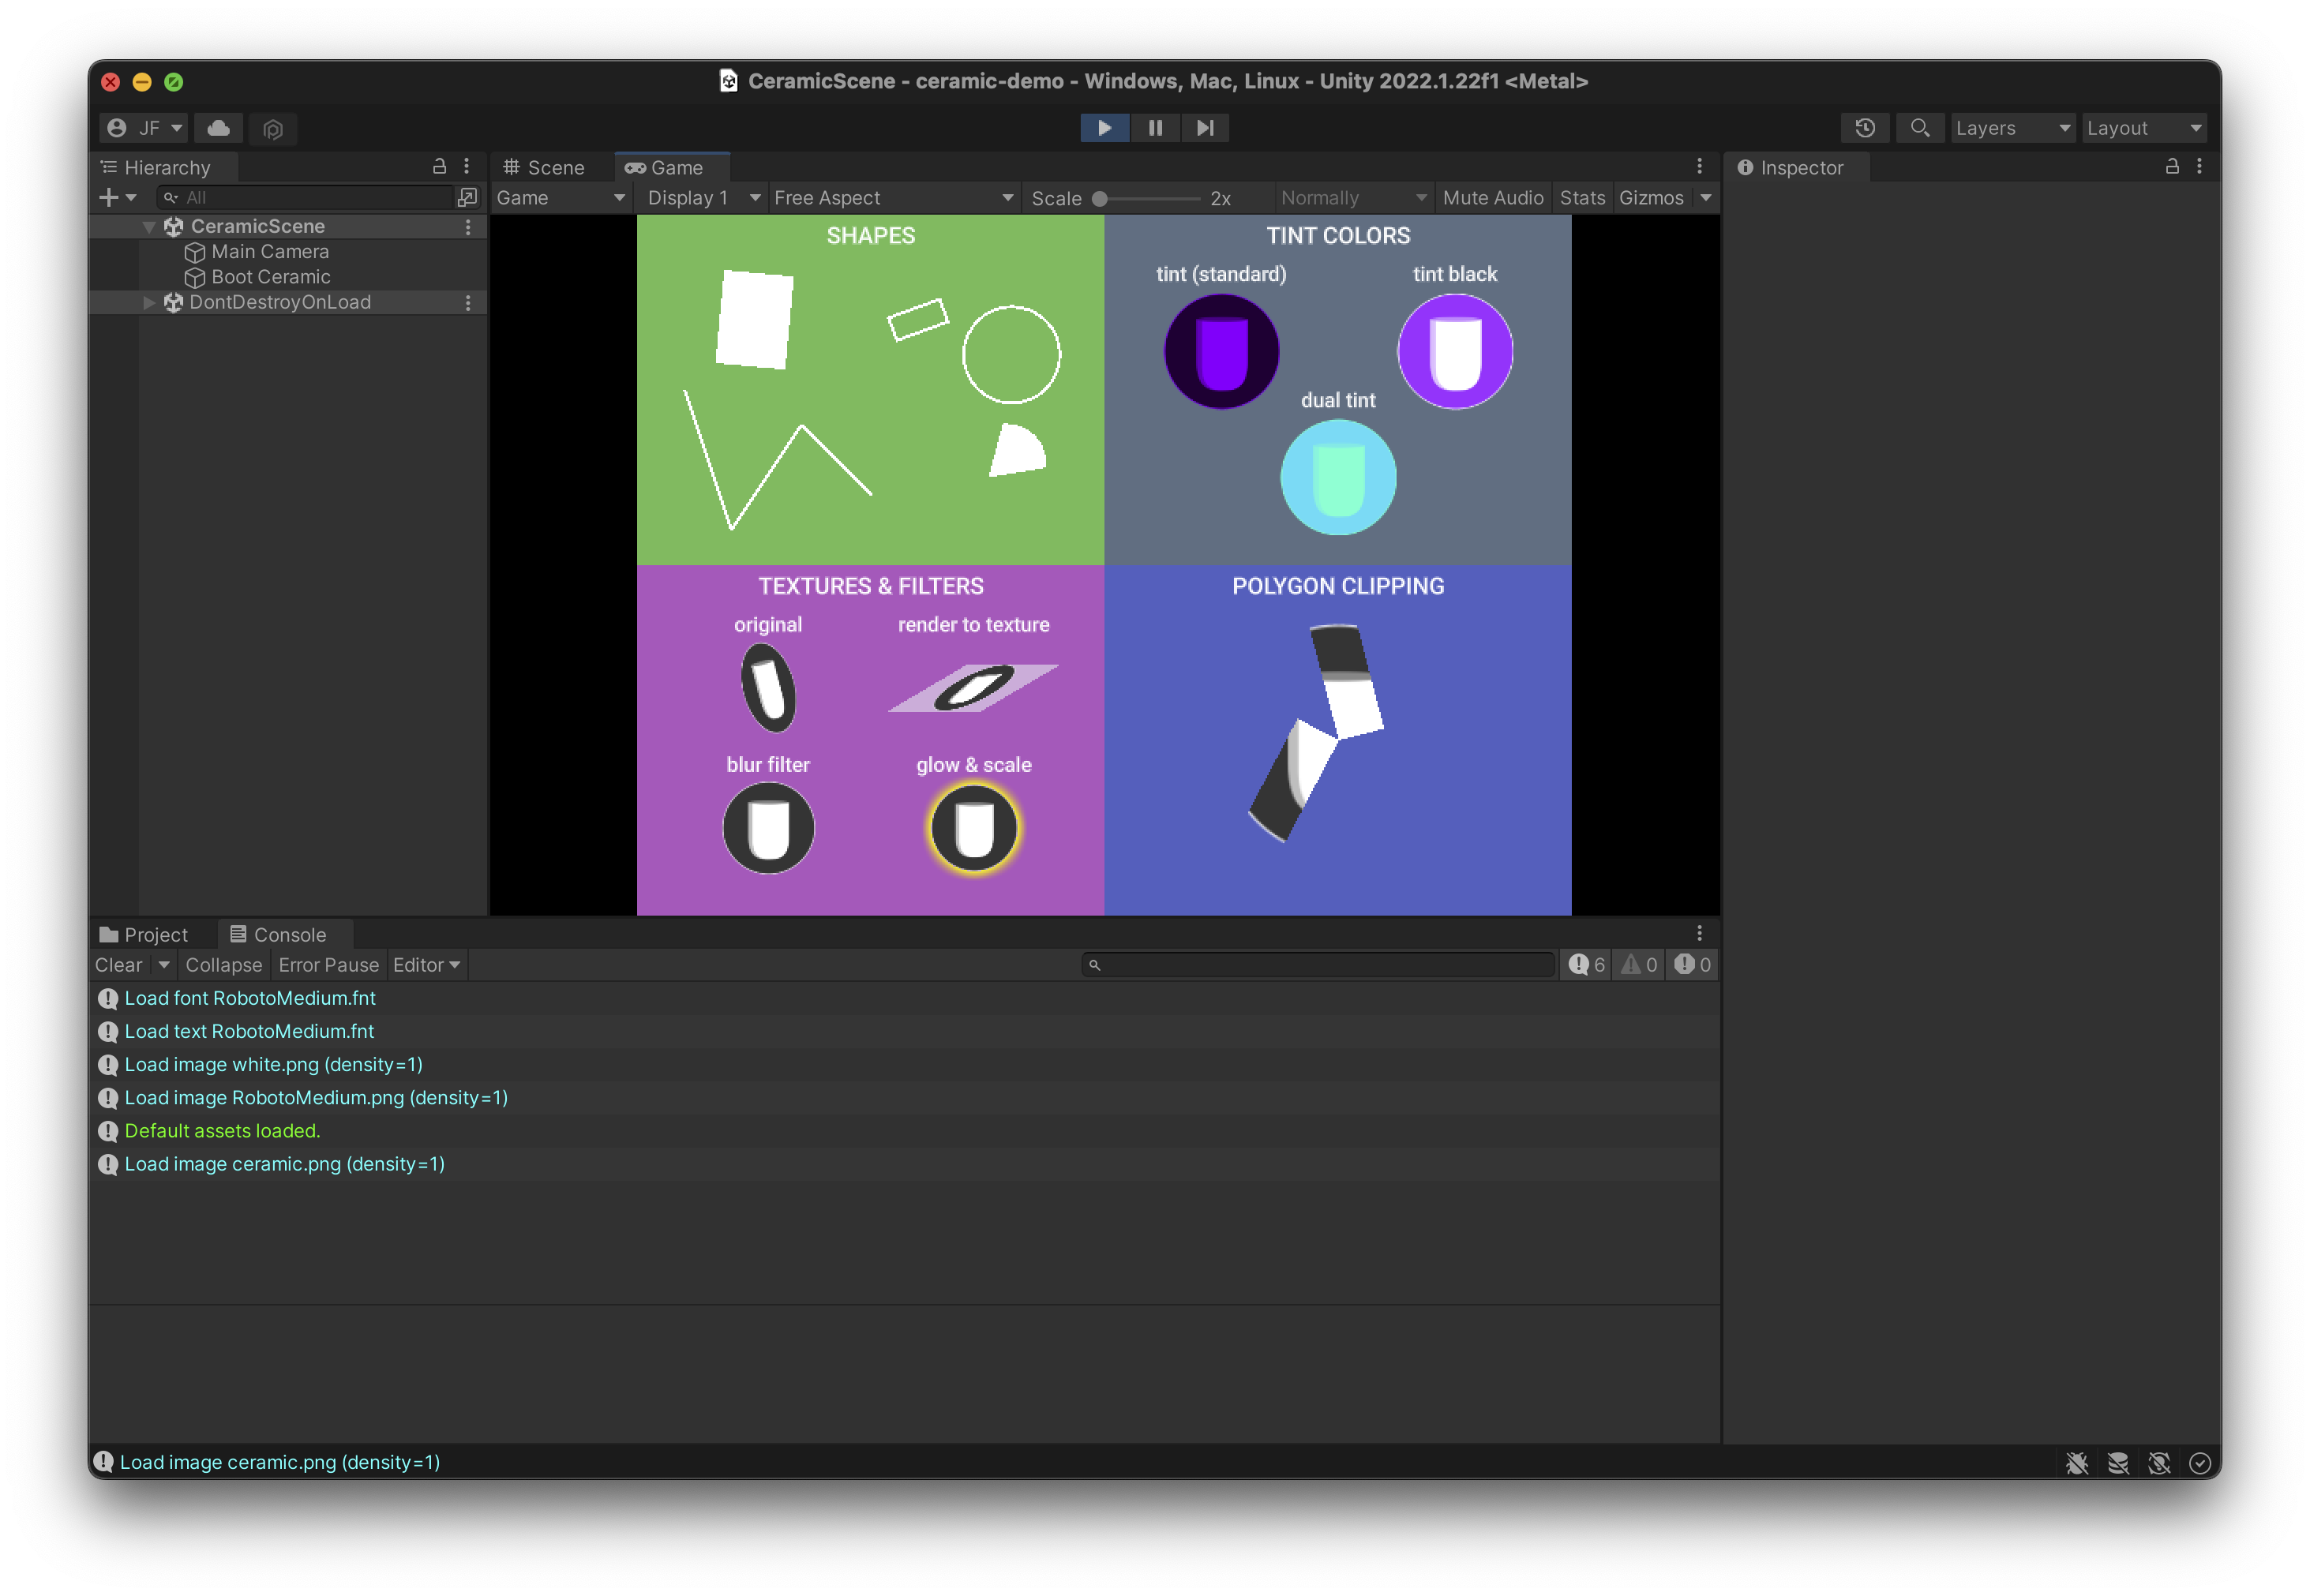 CeramicScene - ceramic-demo - Windows, Mac, Linux - Unity 2022.1.22f1 <Metal>
JF
Layers
Layout
Hierarchy
All
CeramicScene
Main Camera
Boot Ceramic
DontDestroyOnLoad
Scene
Game
Game
Display 1
Free Aspect
Scale
2x
Normally
Mute Audio
Stats
Gizmos
SHAPES
TINT COLORS
tint (standard)
tint black
dual tint
TEXTURES & FILTERS
original
render to texture
blur filter
glow & scale
POLYGON CLIPPING
Inspector
Project
Console
Clear
Collapse
Error Pause
Editor
6
0
0
Load font RobotoMedium.fnt
Load text RobotoMedium.fnt
Load image white.png (density=1)
Load image RobotoMedium.png (density=1)
Default assets loaded.
Load image ceramic.png (density=1)
Load image ceramic.png (density=1)